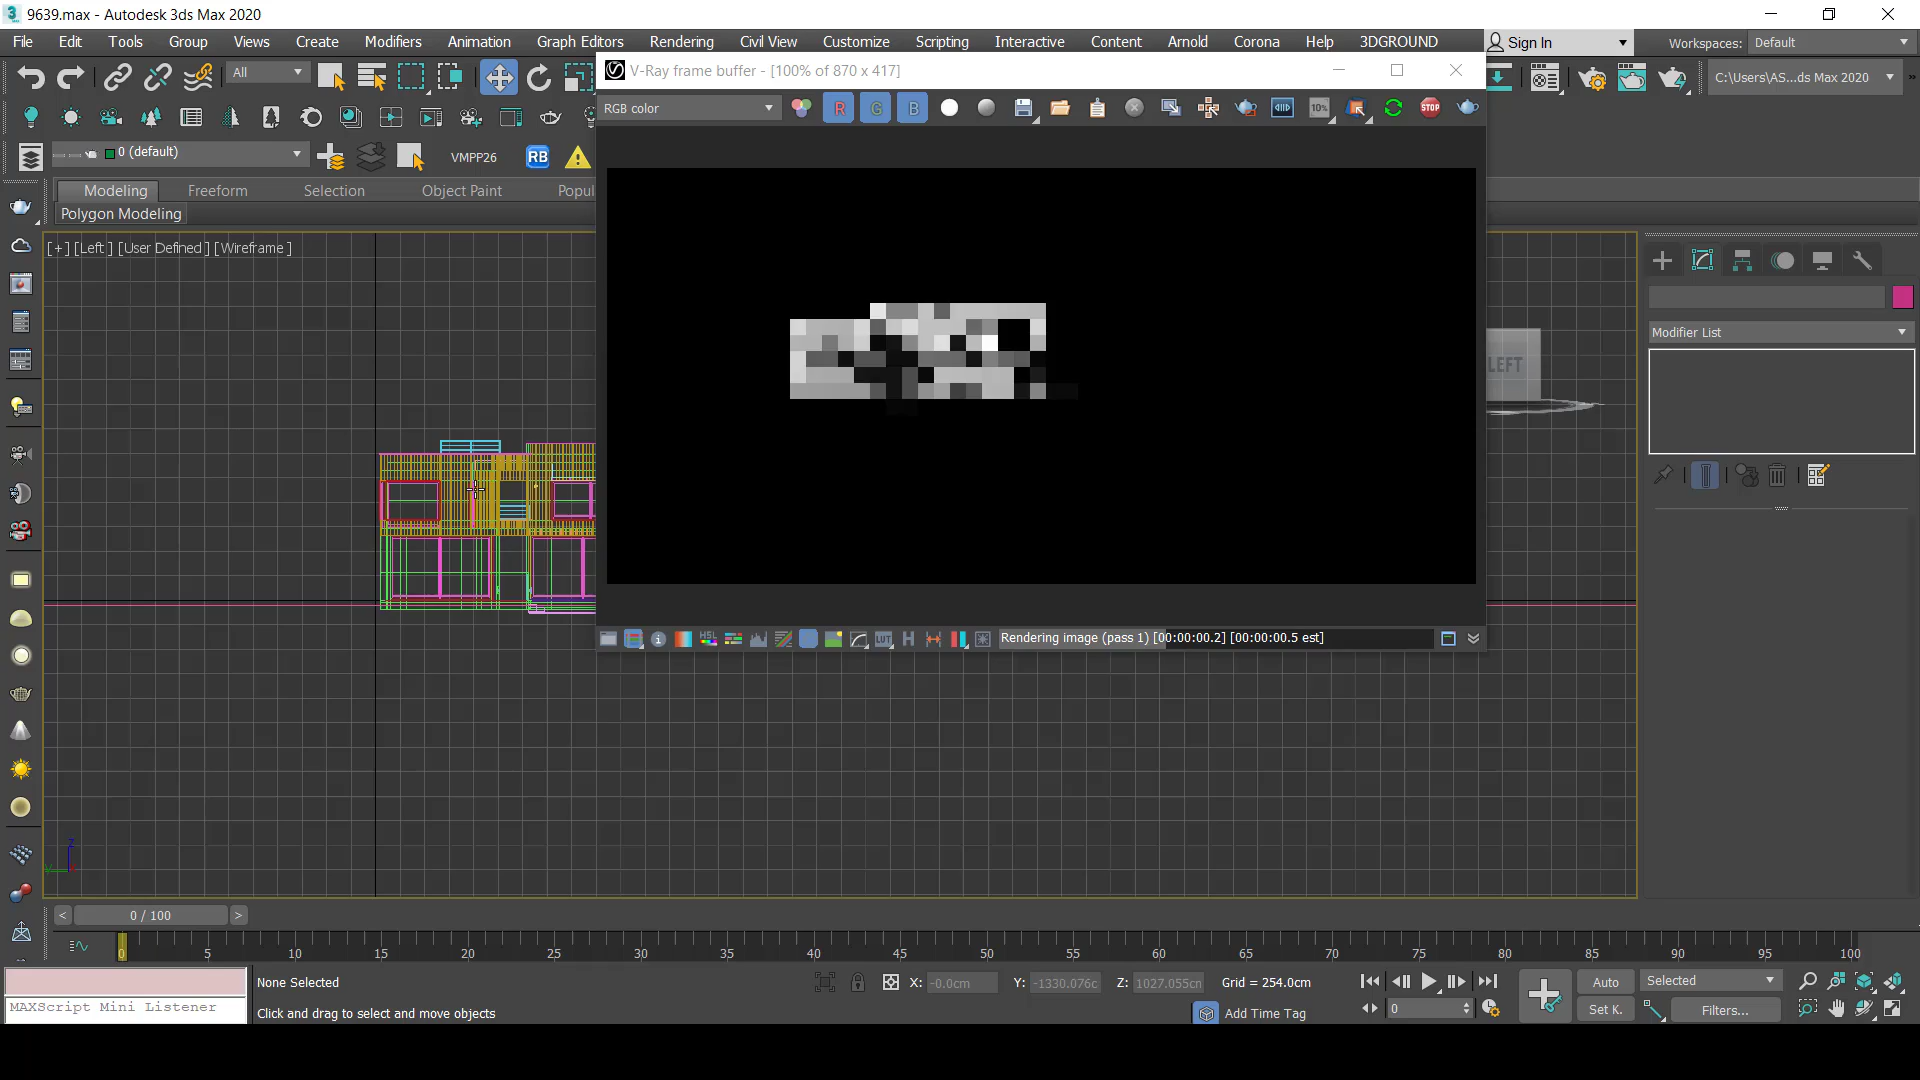 9639.max - Autodesk 3ds Max 2020
File Edit Tools Group Views Create Modifiers Animation Graph Editors Rendering Civil View Customize Scripting Interactive Content Arnold Corona Help 3DGROUND
Sign In
Workspaces: Default
V-Ray frame buffer - [100% of 870 x 417]
All
C:\Users\AS...ds Max 2020
RGB color
R G B
10%
STOP
0 (default)
VMPP26
RB
Modeling Freeform Selection Object Paint Popul
Polygon Modeling
[+] [Left ] [User Defined ] [Wireframe ]
Modifier List
LEFT
HSL
LUT
H
Rendering image (pass 1) [00:00:00.2] [00:00:00.5 est]
Z
0 / 100
0 5 10 15 20 25 30 35 40 45 50 55 60 65 70 75 80 85 90 95 100
None Selected
X: -0.0cm
Y: -1330.076c
Z: 1027.055cn
Grid = 254.0cm
Auto
Selected
MAXScript Mini Listener
Click and drag to select and move objects
Add Time Tag
0
Set K.
Filters...